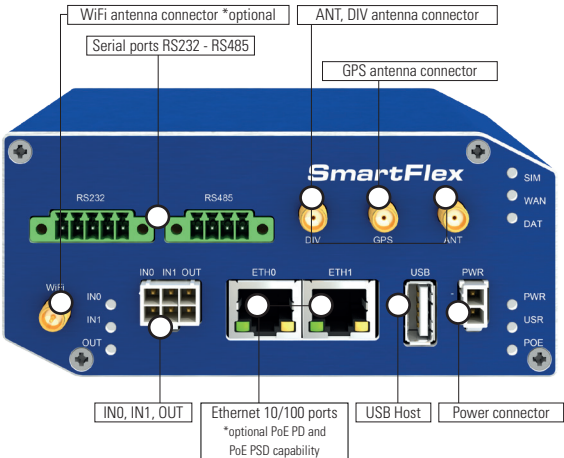 WiFi antenna connector *optional
ANT, DIV antenna connector
Serial ports RS232 - RS485
GPS antenna connector
SmartFlex
SIM
WAN
DAT
RS232
RS485
DIV
GPS
ANT
WiFi
IN0
IN1
OUT
IN0 IN1 OUT
ETH0
ETH1
USB
PWR
PWR
USR
POE
IN0, IN1, OUT
Ethernet 10/100 ports
*optional PoE PD and
PoE PSD capability
USB Host
Power connector